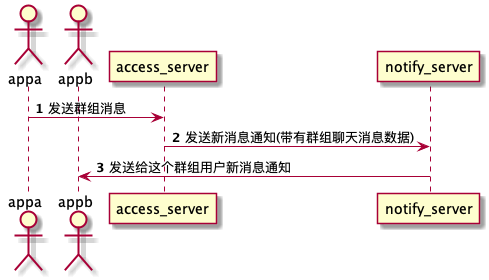 appa appb access_server notify_server
1 发送群组消息
2 发送新消息通知(带有群组聊天消息数据)
3 发送给这个群组用户新消息通知
appa appb access_server notify_server